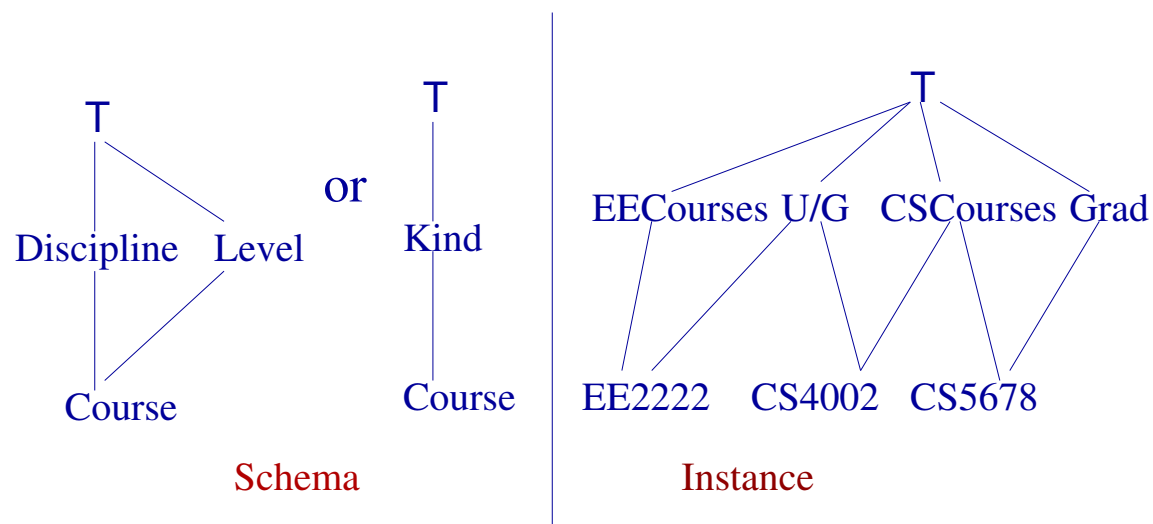 T
T
or
Discipline Level
Kind
Course
Course
Schema
T
EECourses U/G CSCourses Grad
EE2222 CS4002 CS5678
Instance